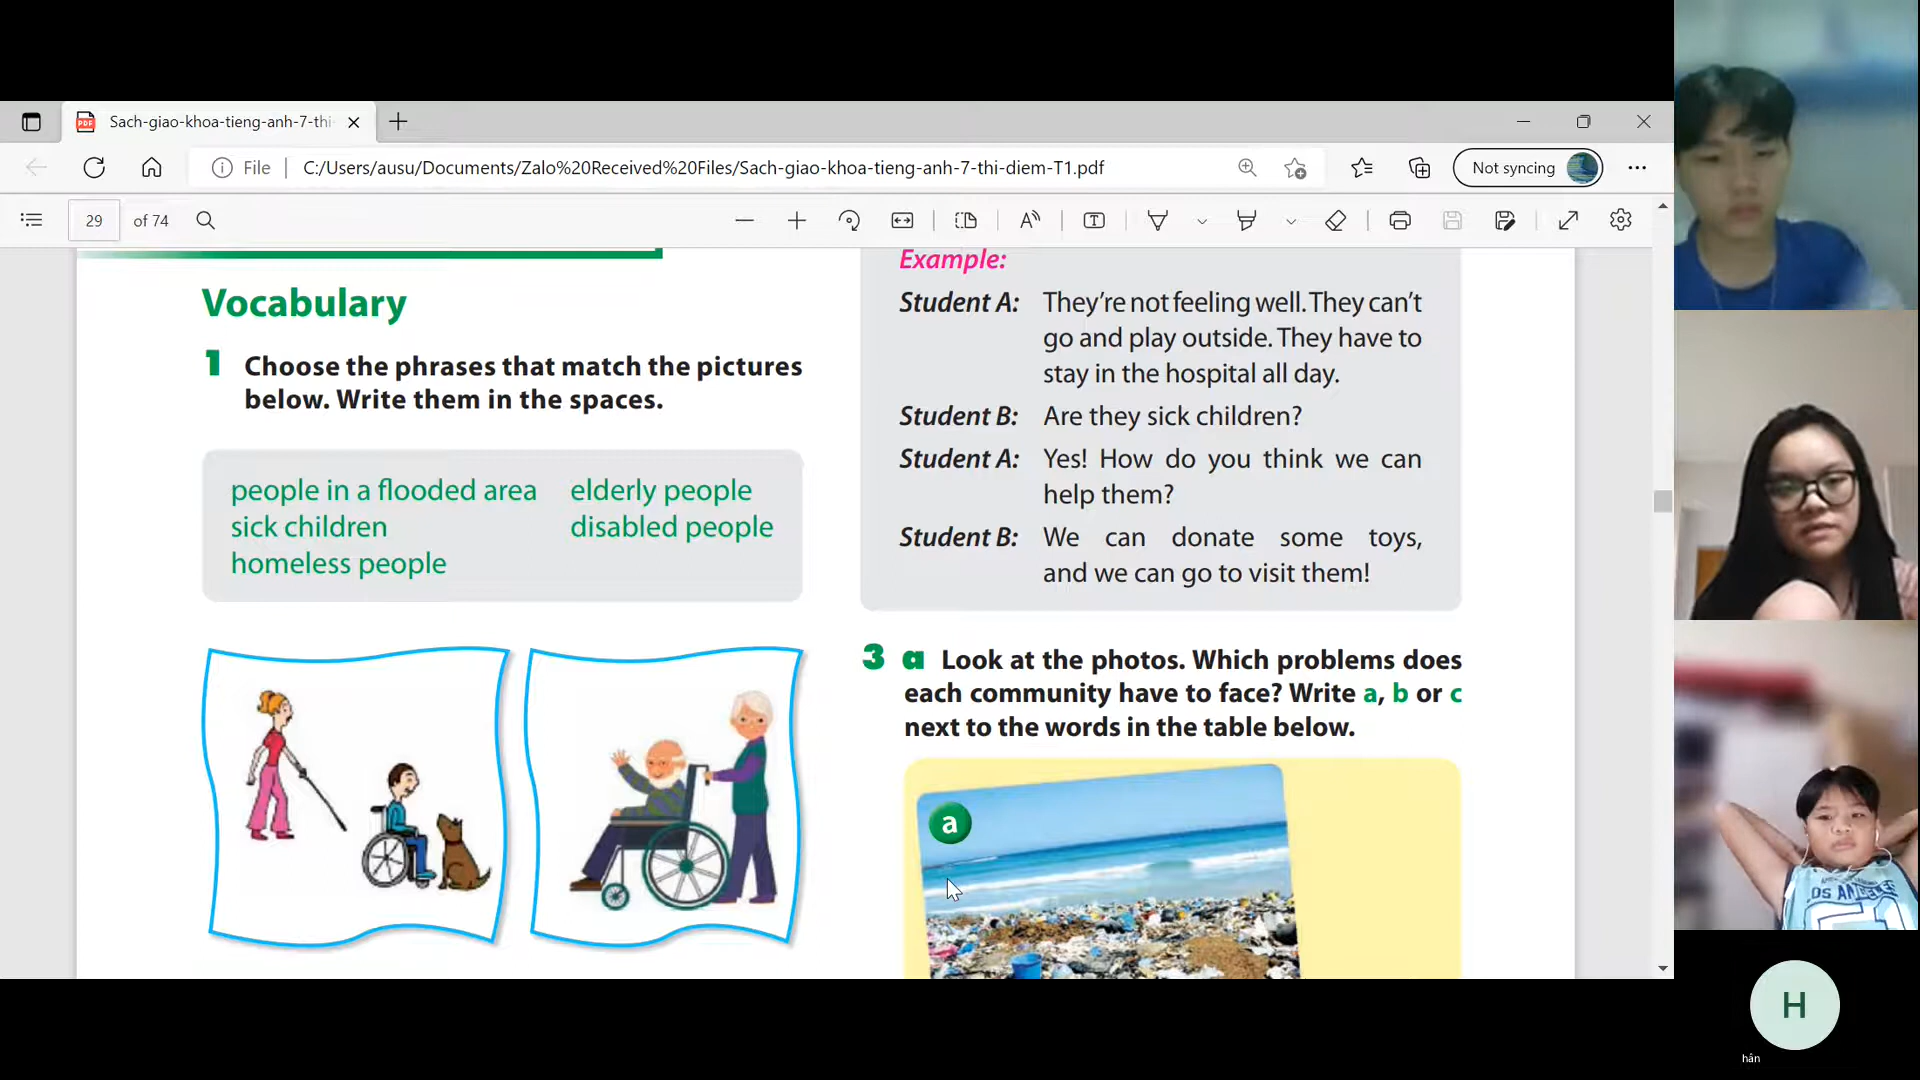 Sach-giao-khoa-tieng-anh-7-thi-
File
C:/Users/ausu/Documents/Zalo%20Received%20Files/Sach-giao-khoa-tieng-anh-7-thi-diem-T1.pdf
Not syncing
29 of 74
Vocabulary
1 Choose the phrases that match the pictures
below. Write them in the spaces.
people in a flooded area elderly people
sick children disabled people
homeless people
Example:
Student A: They're not feeling well. They can't
go and play outside. They have to
stay in the hospital all day.
Student B: Are they sick children?
Student A: Yes! How do you think we can
help them?
Student B: We can donate some toys,
and we can go to visit them!
3 a Look at the photos. Which problems does
each community have to face? Write a, b or c
next to the words in the table below.
a
H
hân